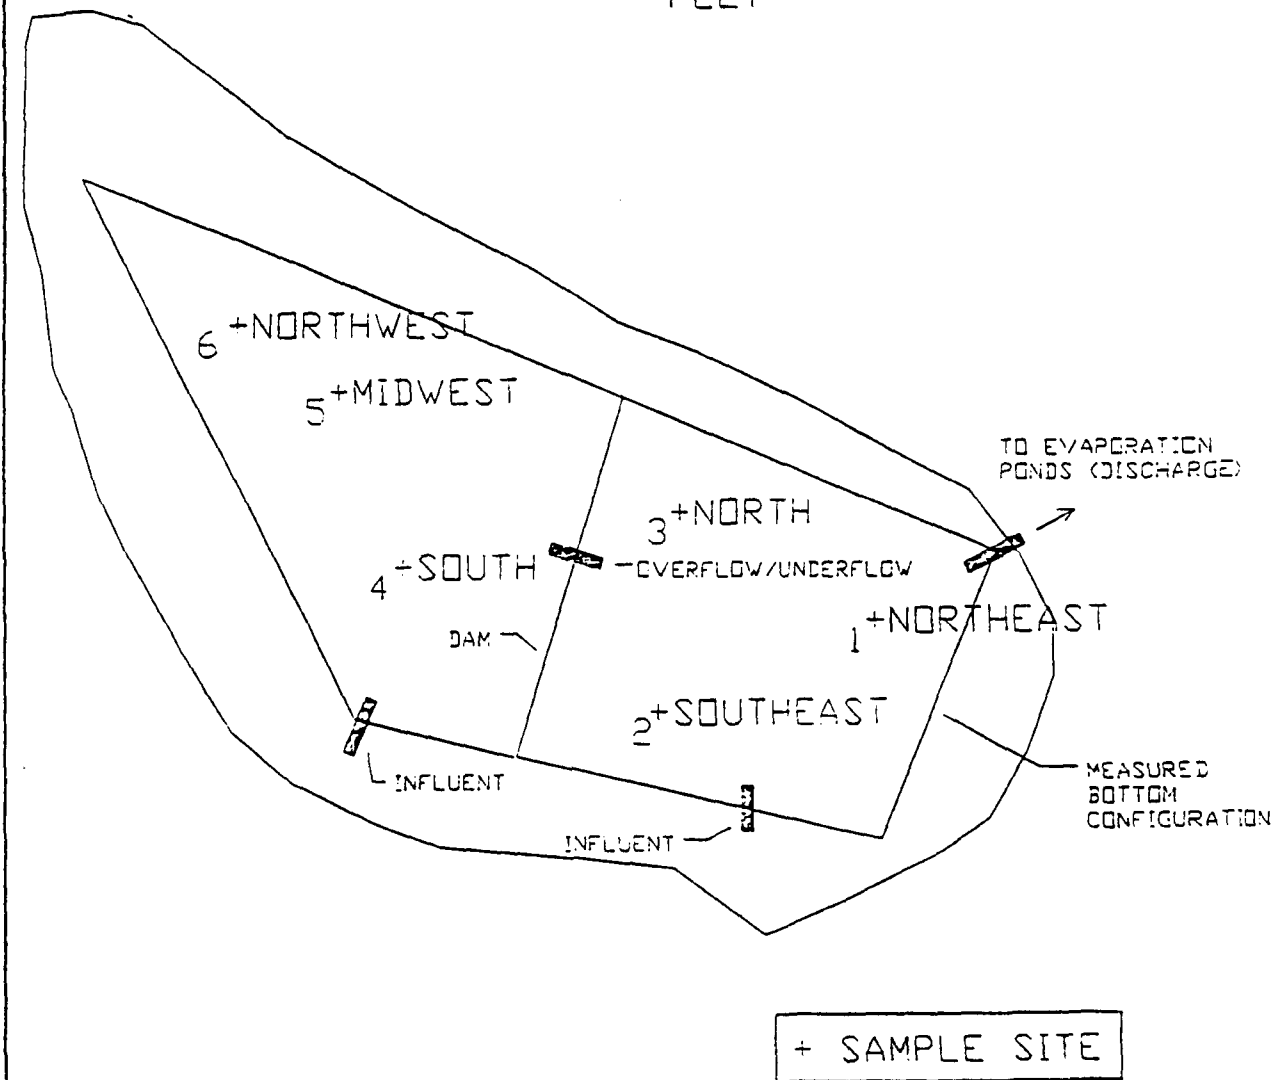 FEET
6 +NORTHWEST
5 +MIDWEST
TO EVAPORATION
PONDS (DISCHARGE)
3 +NORTH
4 +SOUTH
OVERFLOW/UNDERFLOW
1 +NORTHEAST
DAM
2 +SOUTHEAST
INFLUENT
MEASURED
BOTTOM
CONFIGURATION
INFLUENT
+ SAMPLE SITE